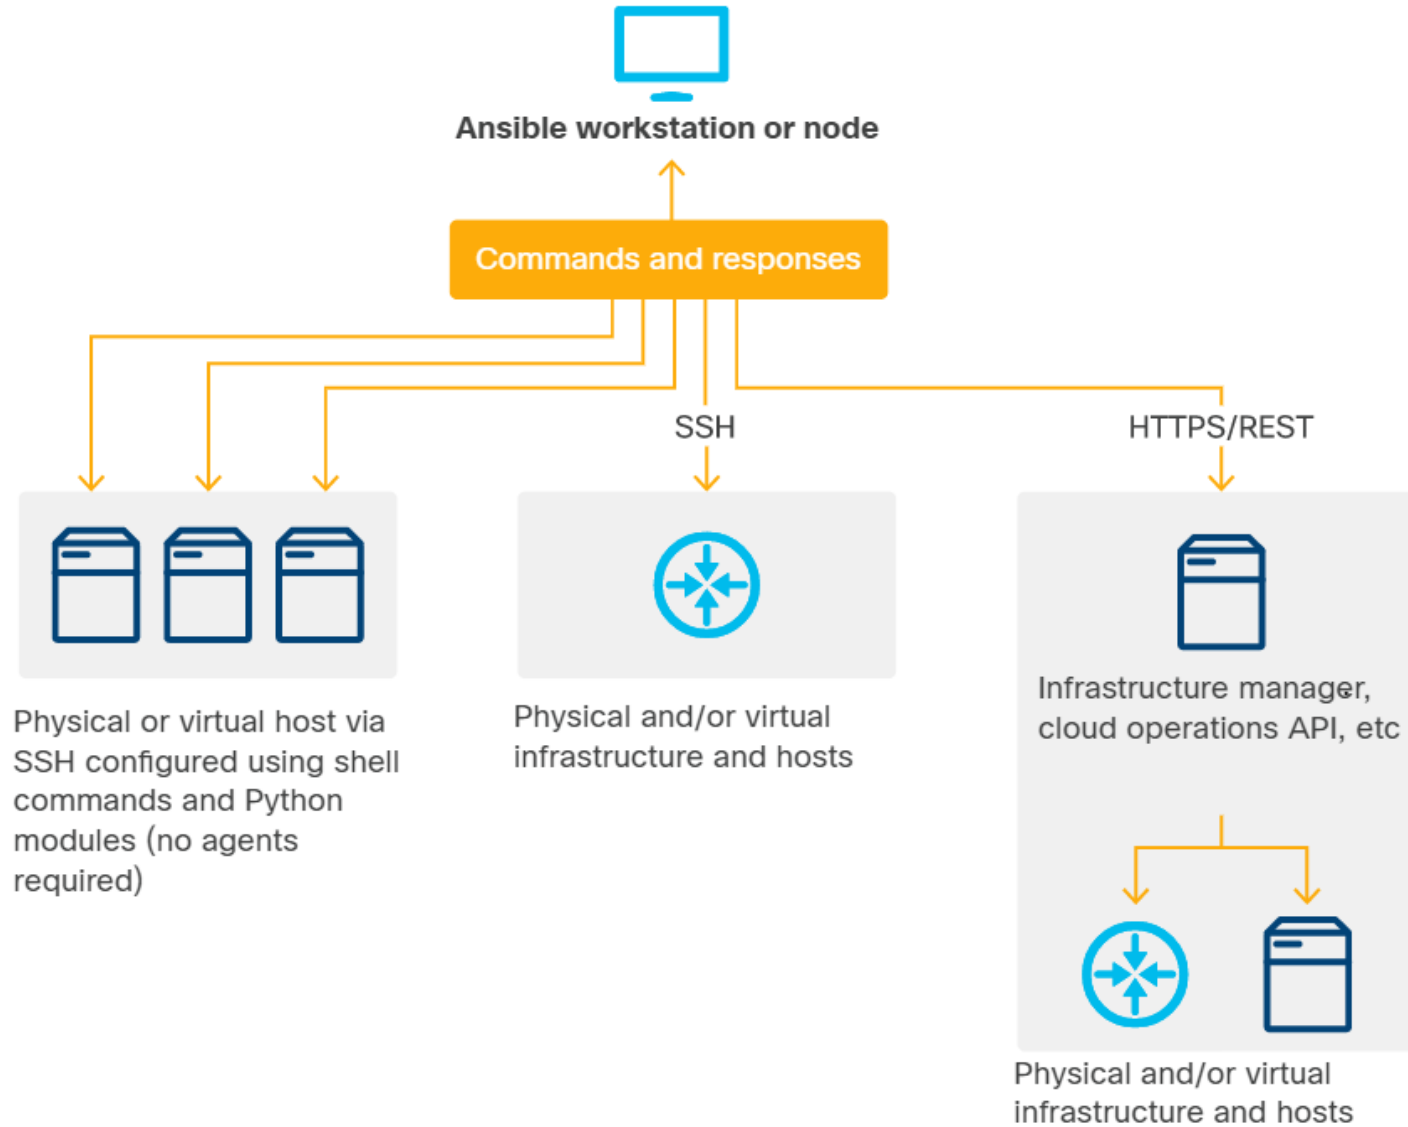 Ansible workstation or node
Commands and responses
SSH
HTTPS/REST
Physical or virtual host via
SSH configured using shell
commands and Python
modules (no agents
required)
Physical and/or virtual
infrastructure and hosts
Infrastructure manager,
cloud operations API, etc
Physical and/or virtual
infrastructure and hosts